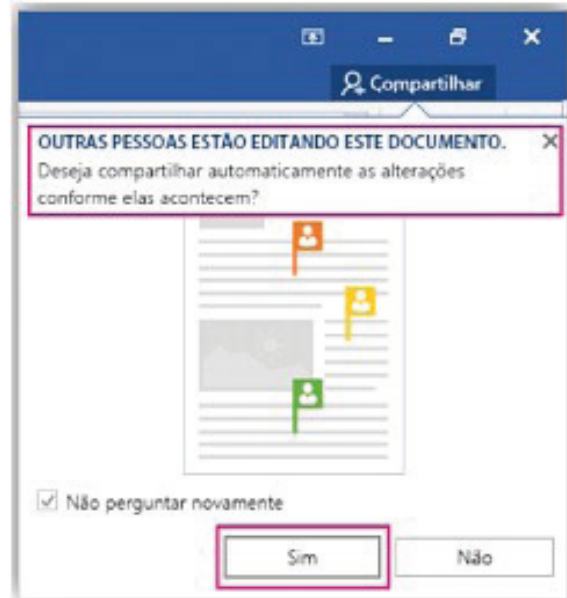 Compartilhar
OUTRAS PESSOAS ESTÃO EDITANDO ESTE DOCUMENTO.
Deseja compartilhar automaticamente as alterações
conforme elas acontecem?
Não perguntar novamente
Sim
Não